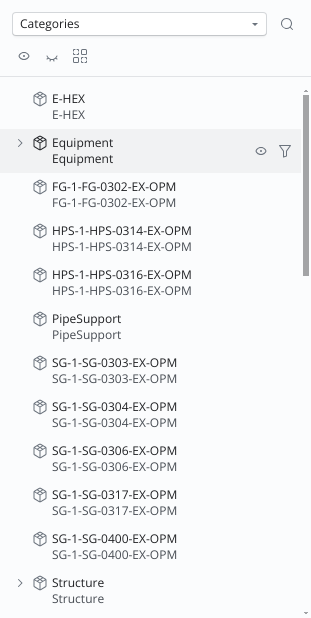 Categories
E-HEX
E-HEX
Equipment
Equipment
FG-1-FG-0302-EX-OPM
FG-1-FG-0302-EX-OPM
HPS-1-HPS-0314-EX-OPM
HPS-1-HPS-0314-EX-OPM
HPS-1-HPS-0316-EX-OPM
HPS-1-HPS-0316-EX-OPM
PipeSupport
PipeSupport
SG-1-SG-0303-EX-OPM
SG-1-SG-0303-EX-OPM
SG-1-SG-0304-EX-OPM
SG-1-SG-0304-EX-OPM
SG-1-SG-0306-EX-OPM
SG-1-SG-0306-EX-OPM
SG-1-SG-0317-EX-OPM
SG-1-SG-0317-EX-OPM
SG-1-SG-0400-EX-OPM
SG-1-SG-0400-EX-OPM
Structure
Structure